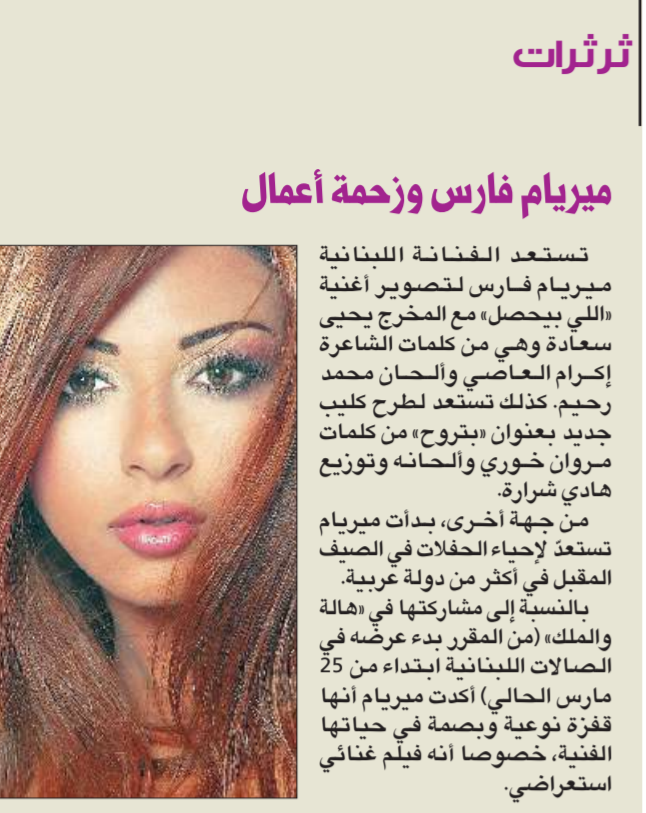 ثرثرات
ميريام فارس وزحمة أعمال
تستعد الفنانة اللبنانية
ميريام فارس لتصوير أغنية
«اللي بيحصل» مع المخرج يحيى
سعادة وهي من كلمات الشاعرة
إكرام العاصي وألحان محمد
رحيم. كذلك تستعد لطرح كليب
جديد بعنوان «بتروح» من كلمات
مروان خوري وألحانه وتوزيع
هادي شرارة.
من جهة أخرى، بدأت ميريام
تستعدّ لإحياء الحفلات في الصيف
المقبل في أكثر من دولة عربية.
بالنسبة إلى مشاركتها في «هالة
والملك» (من المقرر بدء عرضه في
الصالات اللبنانية ابتداء من 25
مارس الحالي) أكدت ميريام أنها
قفزة نوعية وبصمة في حياتها
الفنية، خصوصا أنه فيلم غنائي
استعراضي.